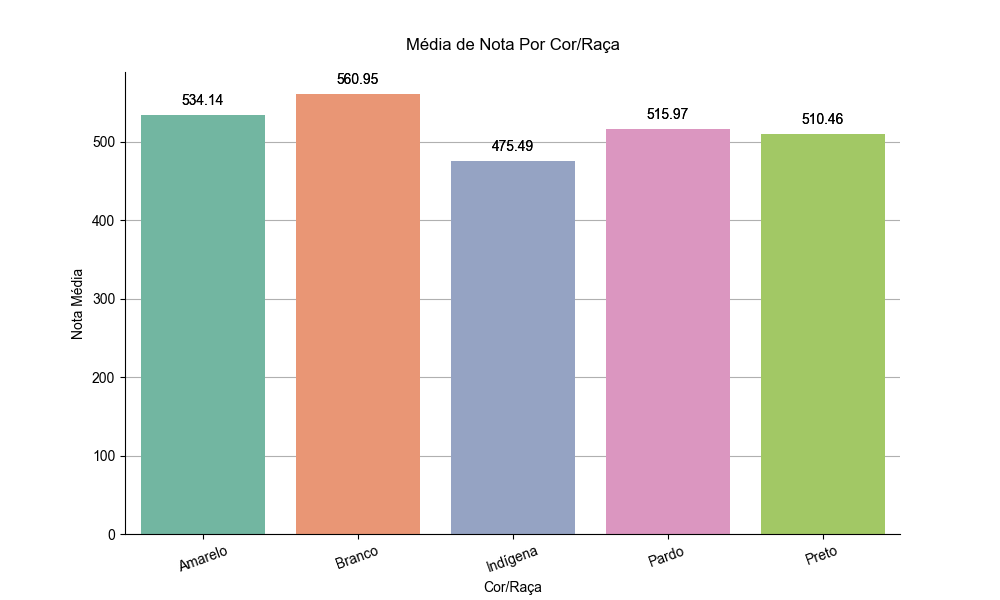 Média de Nota Por Cor/Raça
534.14
560.95
475.49
515.97
510.46
500
400
300
200
100
0
Nota Média
Amarelo
Branco
Indígena
Pardo
Preto
Cor/Raça